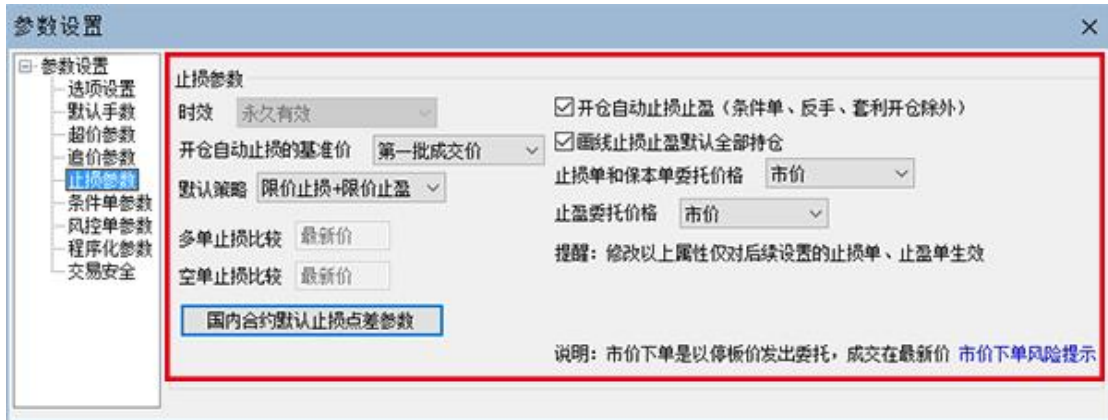 参数设置
参数设置
选项设置
默认手数
超价参数
追价参数
止损参数
条件单参数
风控单参数
程序化参数
交易安全
止损参数
时效 永久有效
开仓自动止损的基准价 第一批成交价
默认策略 限价止损+限价止盈
多单止损比较 最新价
空单止损比较 最新价
国内合约默认止损点差参数
开仓自动止损止盈（条件单、反手、套利开仓除外）
画线止损止盈默认全部持仓
止损单和保本单委托价格 市价
止盈委托价格 市价
提醒：修改以上属性仅对后续设置的止损单、止盈单生效
说明：市价下单是以停板价发出委托，成交在最新价 市价下单风险提示